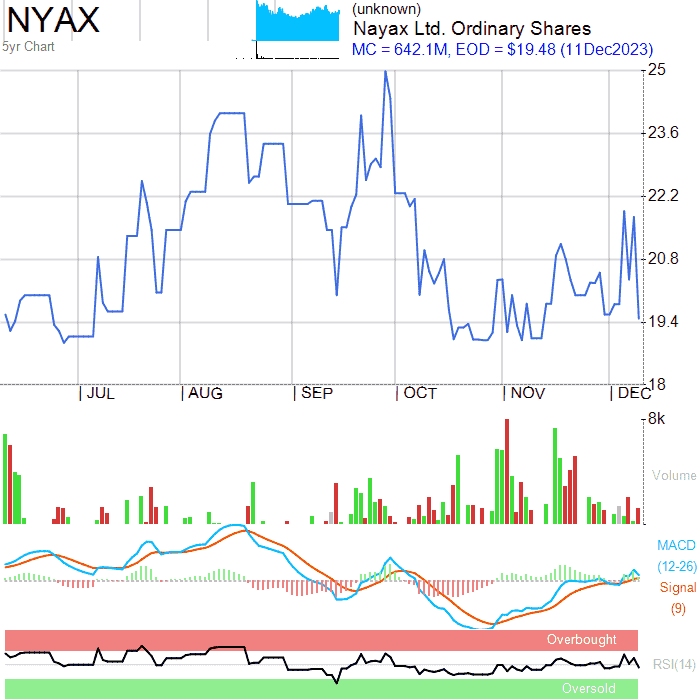 NYAX
5yr Chart
(unknown)
Nayax Ltd. Ordinary Shares
MC = 642.1M, EOD = $19.48 (11Dec2023)
25
23.6
22.2
20.8
19.4
18
JUL AUG SEP OCT NOV DEC
8k
Volume
MACD
(12-26)
Signal
(9)
Overbought
RSI(14)
Oversold